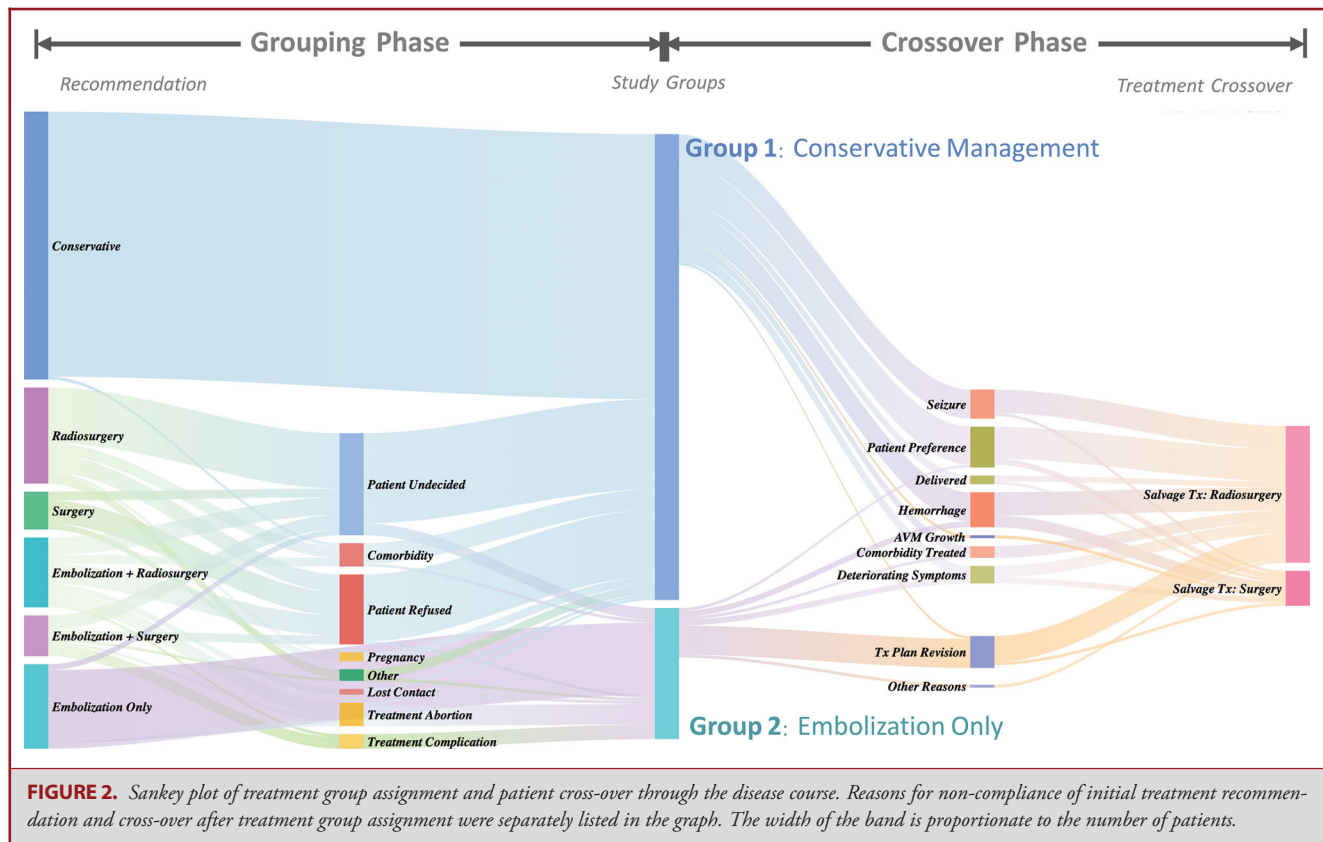 Grouping Phase
Crossover Phase
Recommendation
Study Groups
Treatment Crossover
Group 1: Conservative Management
Conservative
Radiosurgery
Surgery
Embolization + Radiosurgery
Embolization + Surgery
Embolization Only
Patient Undecided
Comorbidity
Patient Refused
Pregnancy
Other
Lost Contact
Treatment Abortion
Treatment Complication
Group 2: Embolization Only
Seizure
Patient Preference
Delivered
Hemorrhage
AVM Growth
Comorbidity Treated
Deteriorating Symptoms
Tx Plan Revision
Other Reasons
Salvage Tx: Radiosurgery
Salvage Tx: Surgery
FIGURE 2. Sankey plot of treatment group assignment and patient cross-over through the disease course. Reasons for non-compliance of initial treatment recommen-
dation and cross-over after treatment group assignment were separately listed in the graph. The width of the band is proportionate to the number of patients.